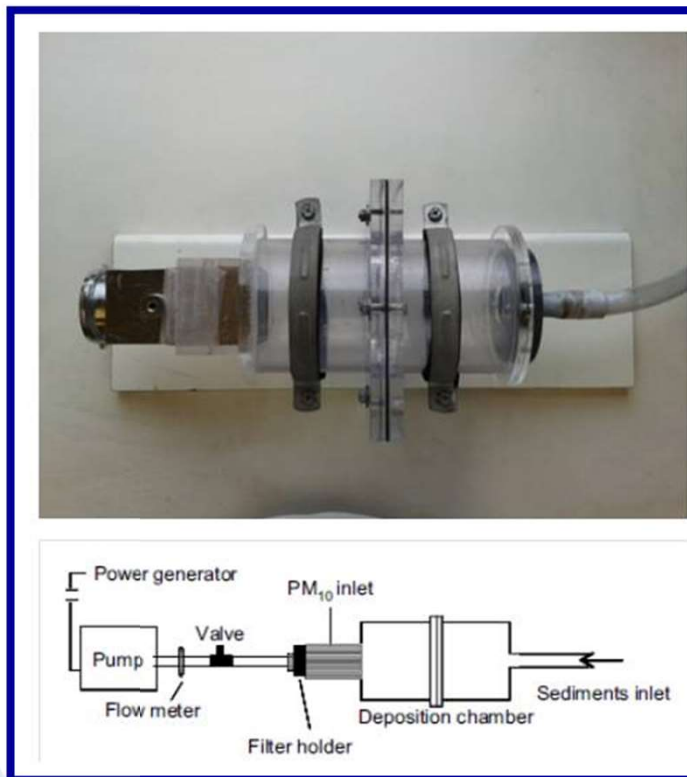 Power generator
PM10 inlet
Valve
Pump
Flow meter
Sediments inlet
Deposition chamber
Filter holder